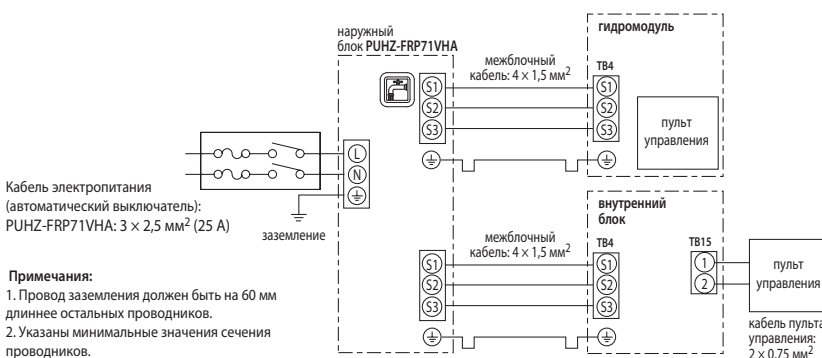 наружный
блок PUHZ-FRP71VHA
гидромодуль
межблочный
кабель: 4 × 1,5 мм²
TB4
S1
S2
S3
S1
S2
S3
пульт
управления
L
N
Кабель электропитания
(автоматический выключатель):
PUHZ-FRP71VHA: 3 × 2,5 мм² (25 А)
заземление
внутренний
блок
межблочный
кабель: 4 × 1,5 мм²
TB4
TB15
S1
S2
S3
S1
S2
S3
1
2
пульт
управления
кабель пульта
управления:
2 × 0,75 мм²
Примечания:
1. Провод заземления должен быть на 60 мм
длиннее остальных проводников.
2. Указаны минимальные значения сечения
проводников.